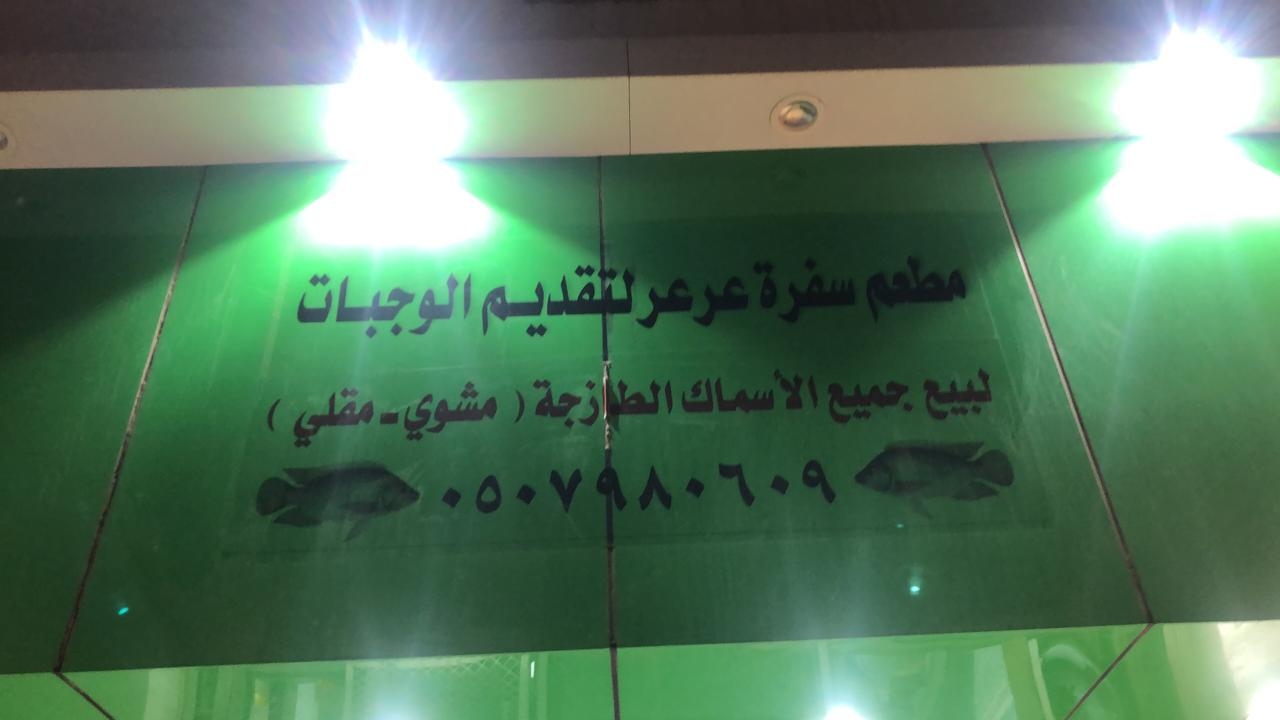 مطعم سفرة عرعر لتقديم الوجبات
لبيع جميع الأسماك الطازجة ( مشوي - مقلي )
٠٥٠٧٩٨٠٦٠٩